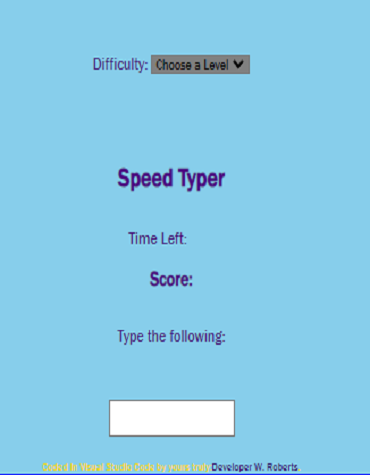 Difficulty: Choose a Level
Speed Typer
Time Left:
Score:
Type the following:
Coded in Visual Studio Code by yours truly Developer W. Roberts